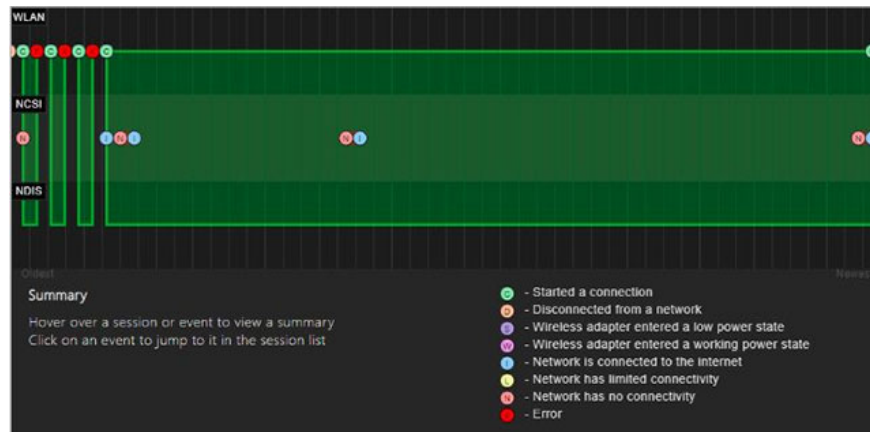 WLAN
C C C C
NCSI
N I N I N I N
NDIS
Oldest
Summary
Hover over a session or event to view a summary
Click on an event to jump to it in the session list
C - Started a connection
D - Disconnected from a network
S - Wireless adapter entered a low power state
W - Wireless adapter entered a working power state
I - Network is connected to the internet
L - Network has limited connectivity
N - Network has no connectivity
- Error